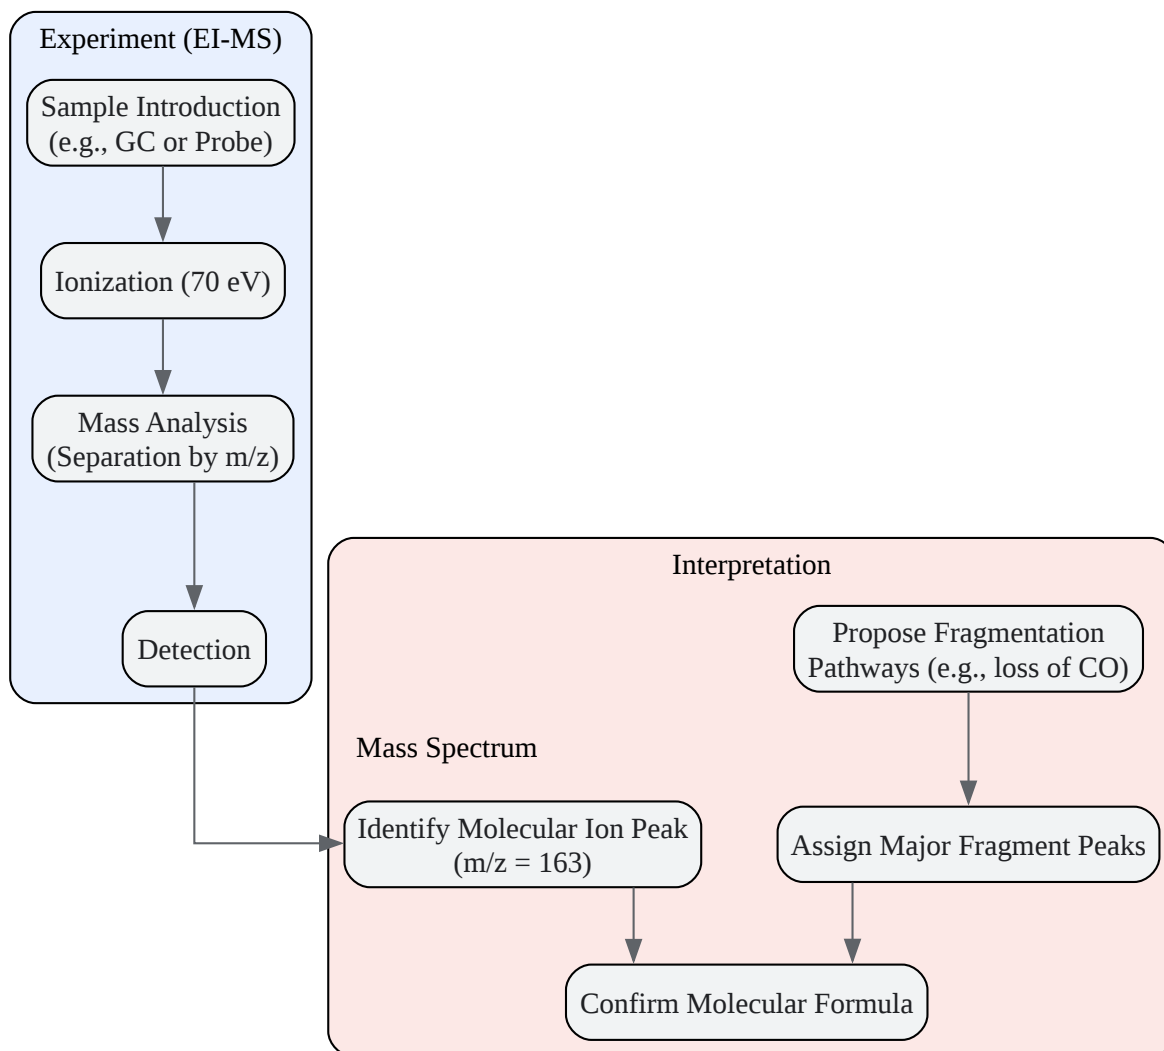 Experiment (EI-MS)
Sample Introduction
(e.g., GC or Probe)
Ionization (70 eV)
Mass Analysis
(Separation by m/z)
Detection
Interpretation
Propose Fragmentation
Pathways (e.g., loss of CO)
Mass Spectrum
Identify Molecular Ion Peak
(m/z = 163)
Assign Major Fragment Peaks
Confirm Molecular Formula